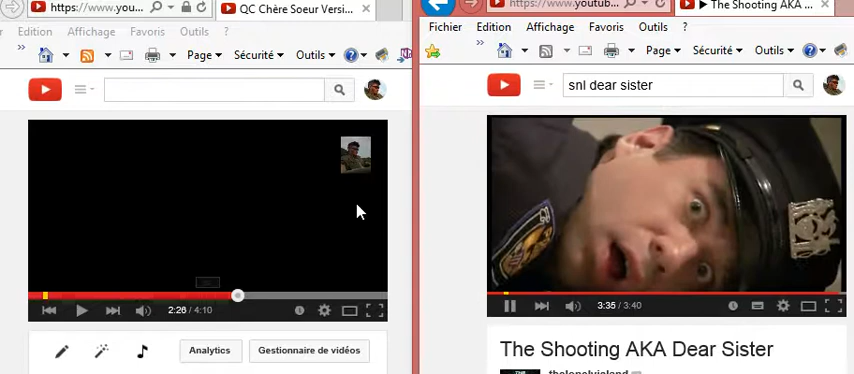 https://www.you...
QC Chère Soeur Versi...
Edition Affichage Favoris Outils ?
» Page Sécurité Outils
2:26 / 4:10
Analytics
Gestionnaire de vidéos
https://www.youtub...
The Shooting AKA ...
Fichier Edition Affichage Favoris Outils ?
» Page Sécurité Outils
snl dear sister
3:35 / 3:40
The Shooting AKA Dear Sister
thelonelyisland